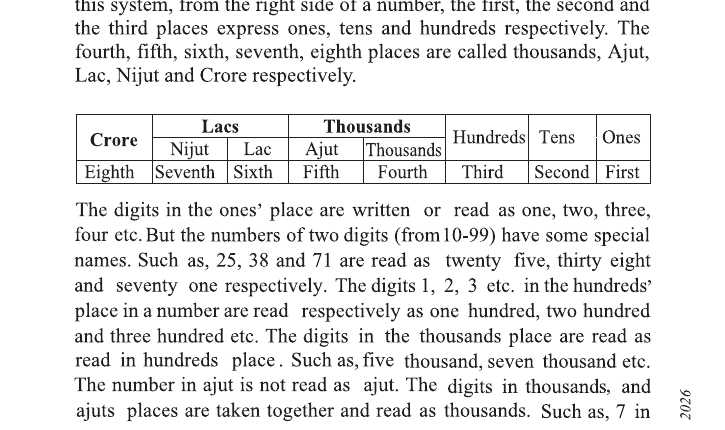 this system, from the right side of a number, the first, the second and
the third places express ones, tens and hundreds respectively. The
fourth, fifth, sixth, seventh, eighth places are called thousands, Ajut,
Lac, Nijut and Crore respectively.
Crore Lacs Thousands Hundreds Tens Ones
Nijut Lac Ajut Thousands
Eighth Seventh Sixth Fifth Fourth Third Second First
The digits in the ones' place are written or read as one, two, three,
four etc. But the numbers of two digits (from 10-99) have some special
names. Such as, 25, 38 and 71 are read as twenty five, thirty eight
and seventy one respectively. The digits 1, 2, 3 etc. in the hundreds'
place in a number are read respectively as one hundred, two hundred
and three hundred etc. The digits in the thousands place are read as
read in hundreds place. Such as, five thousand, seven thousand etc.
The number in ajut is not read as ajut. The digits in thousands, and
ajuts places are taken together and read as thousands. Such as, 7 in
2026